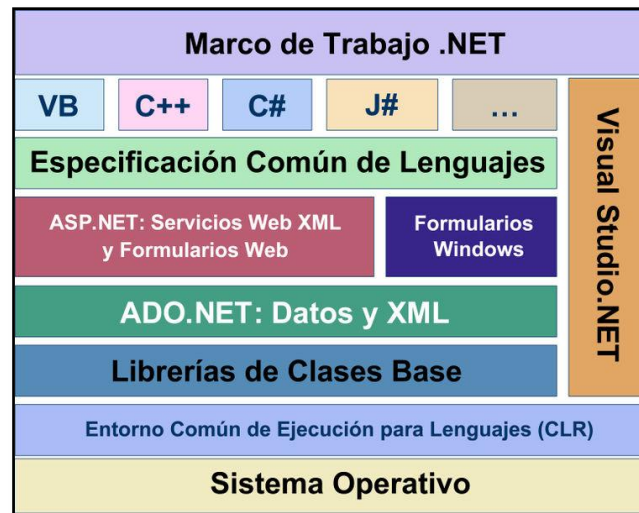 Marco de Trabajo .NET
VB
C++
C#
J#
...
Especificación Común de Lenguajes
ASP.NET: Servicios Web XML
y Formularios Web
Formularios
Windows
ADO.NET: Datos y XML
Librerías de Clases Base
Visual Studio.NET
Entorno Común de Ejecución para Lenguajes (CLR)
Sistema Operativo